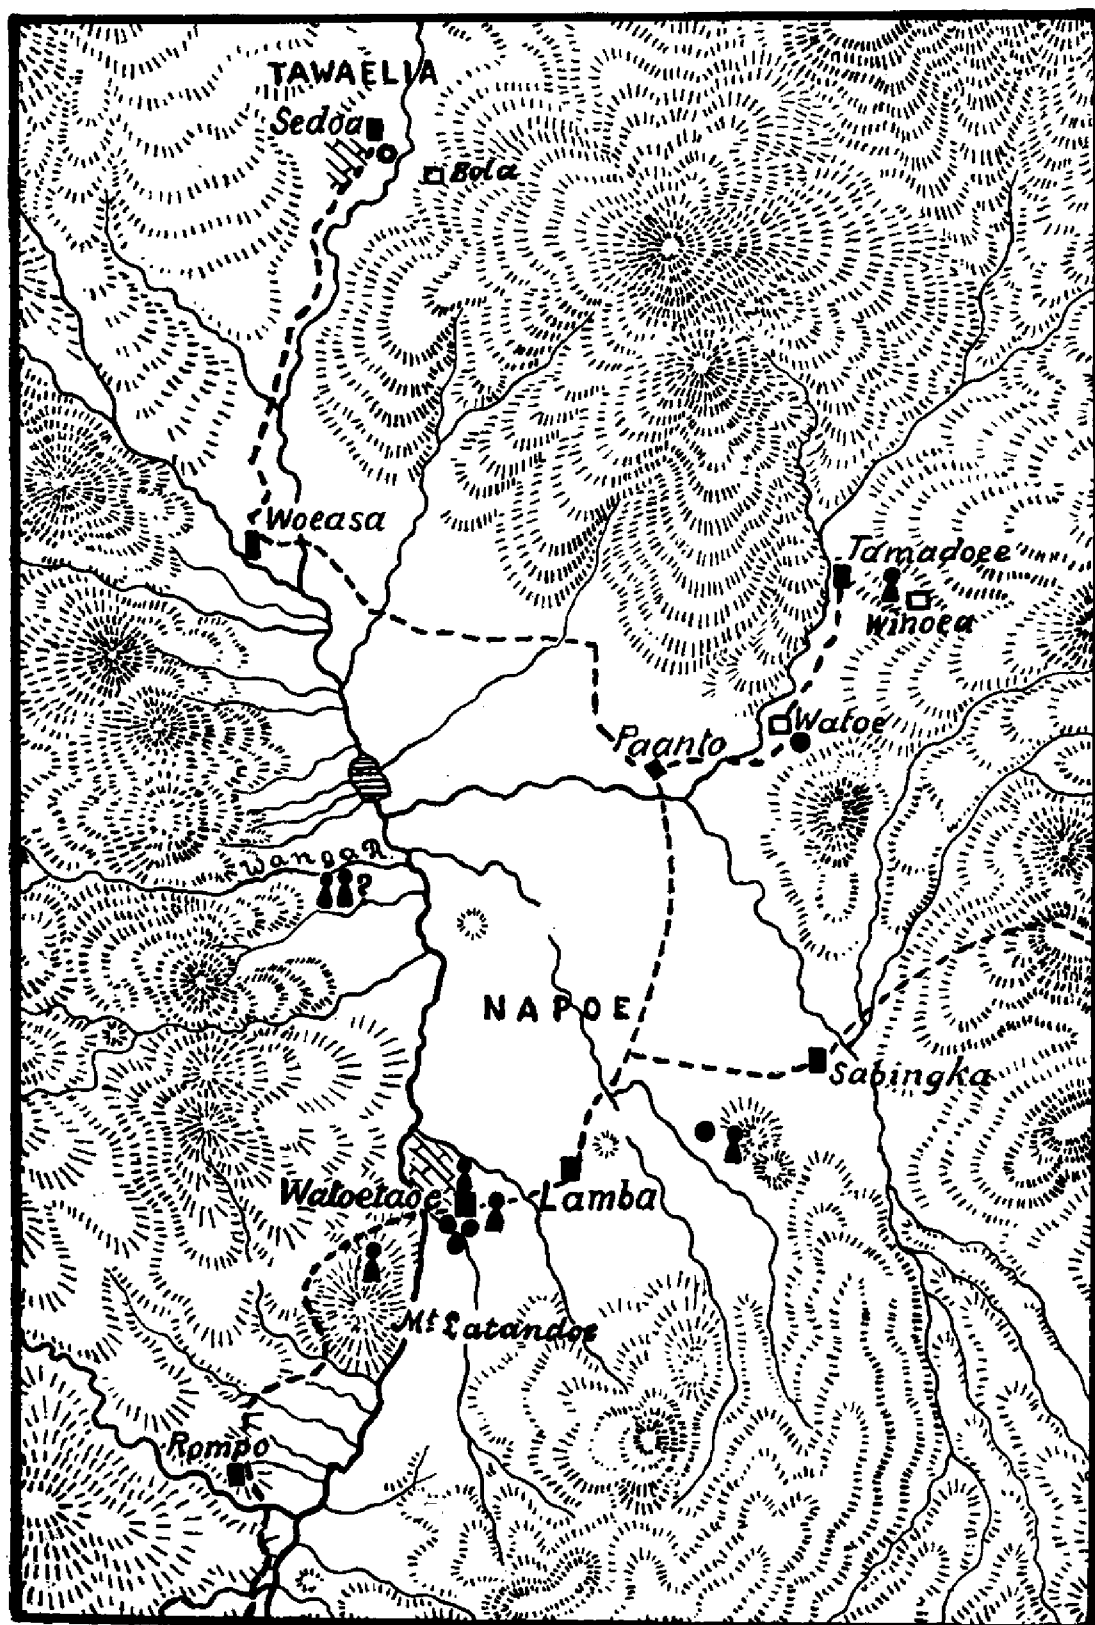 TAWAELIA
Sedoa
Bola
Woeasa
Tamadoee
Winoea
Watoe
Paanto
Wanga R.
?
NAPOE
Sabingka
Watoetaoe
Lamba
Mt Latandoe
Rompo